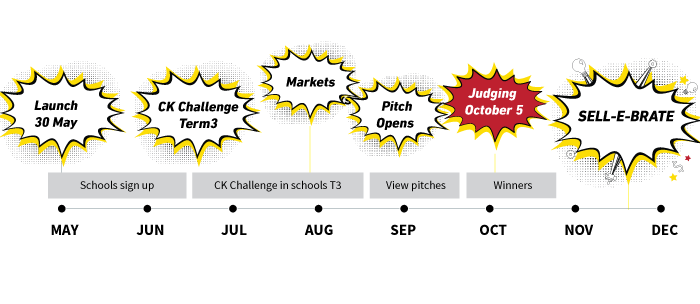 Launch
30 May
CK Challenge
Term3
Markets
Pitch
Opens
Judging
October 5
SELL-E-BRATE
Schools sign up
CK Challenge in schools T3
View pitches
Winners
MAY
JUN
JUL
AUG
SEP
OCT
NOV
DEC